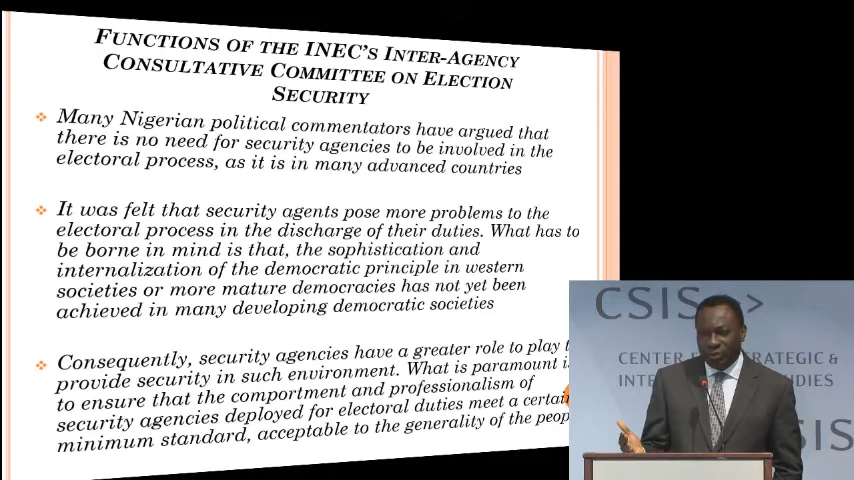 FUNCTIONS OF THE INEC'S INTER-AGENCY
CONSULTATIVE COMMITTEE ON ELECTION
SECURITY
Many Nigerian political commentators have argued that
there is no need for security agencies to be involved in the
electoral process, as it is in many advanced countries
It was felt that security agents pose more problems to the
electoral process in the discharge of their duties. What has to
be borne in mind is that, the sophistication and
internalization of the democratic principle in western
societies or more mature democracies has not yet been
achieved in many developing democratic societies
Consequently, security agencies have a greater role to play
provide security in such environment. What is paramount
to ensure that the comportment and professionalism of
security agencies deployed for electoral duties meet a certain
minimum standard, acceptable to the generality of the
CSIS
CENTER STRATEGIC &
STUDIES
SIS